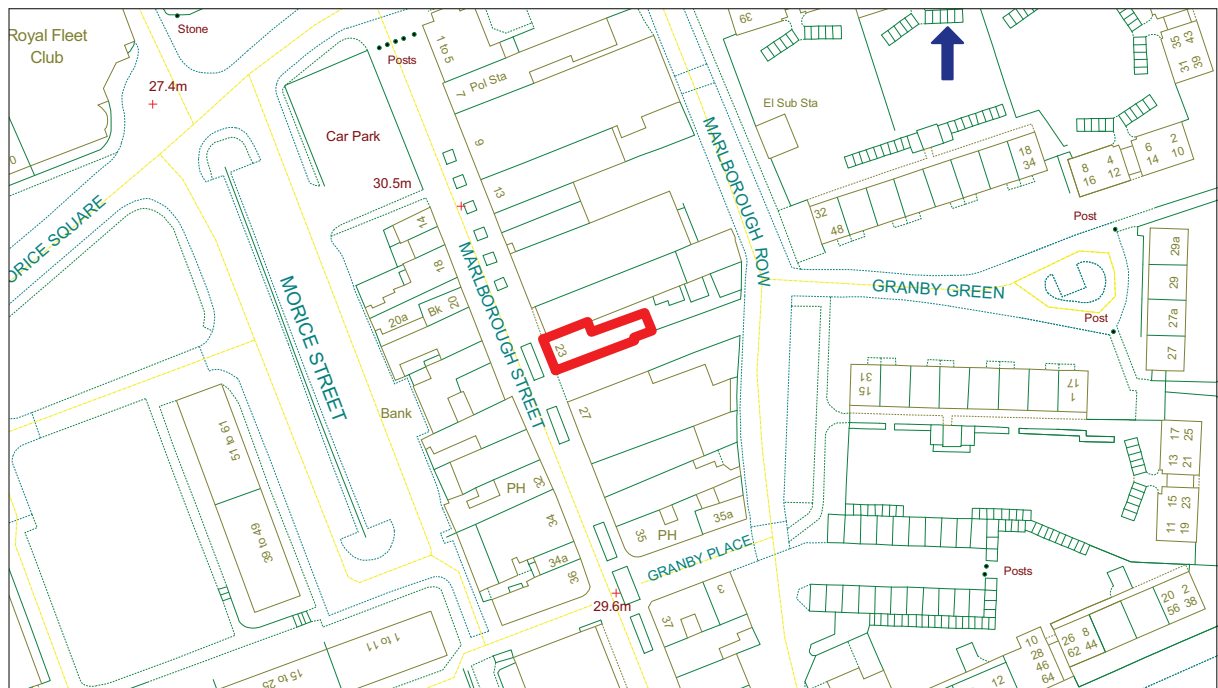 Royal Fleet
Club
Stone
27.4m
Posts
1 to 5
Pol Sta
7
9
13
Car Park
30.5m
39
El Sub Sta
35
43
31
39
18
34
8
16
4
12
6
14
2
10
32
48
Post
MARLBOROUGH ROW
ORICE SQUARE
MORICE STREET
MARLBOROUGH STREET
14
18
20
Bk
20a
GRANBY GREEN
29a
29
27a
27
Post
23
27
Bank
31
15
17
1
51 to 61
39 to 49
PH
32
34
34a
36
35
PH
35a
GRANBY PLACE
17
25
13
21
15
23
11
19
Posts
29.6m
3
37
1 to 11
15 to 25
20
2
56
38
10
28
46
64
26
8
62
44
12
0